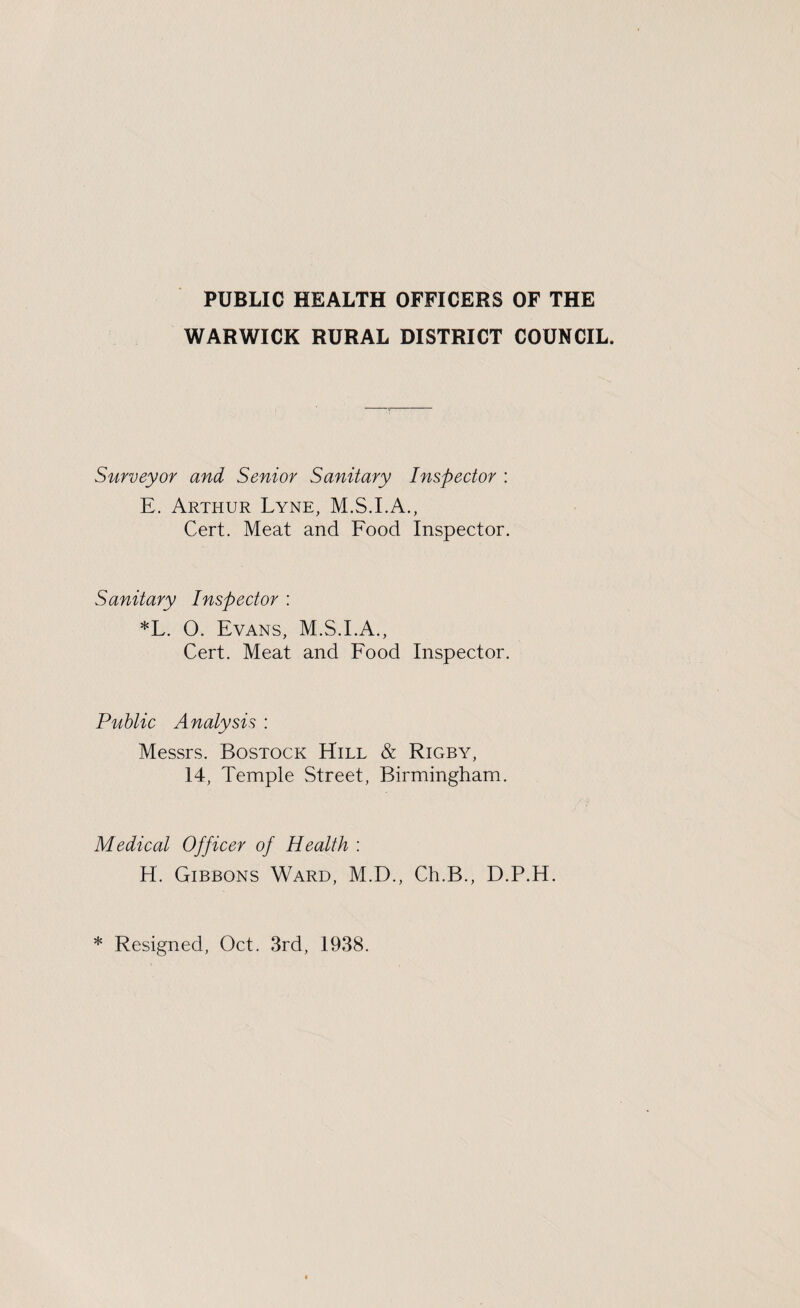 PUBLIC HEALTH OFFICERS OF THE
WARWICK RURAL DISTRICT COUNCIL.
Surveyor and Senior Sanitary Inspector :
E. Arthur Lyne, M.S.I.A.,
Cert. Meat and Food Inspector.
Sanitary Inspector :
*L. O. Evans, M.S.I.A.,
Cert. Meat and Food Inspector.
Public Analysis :
Messrs. Bostock Hill & Rigby,
14, Temple Street, Birmingham.
Medical Officer of Health :
H. Gibbons Ward, M.D., Ch.B., D.P.H.
* Resigned, Oct. 3rd, 1938.